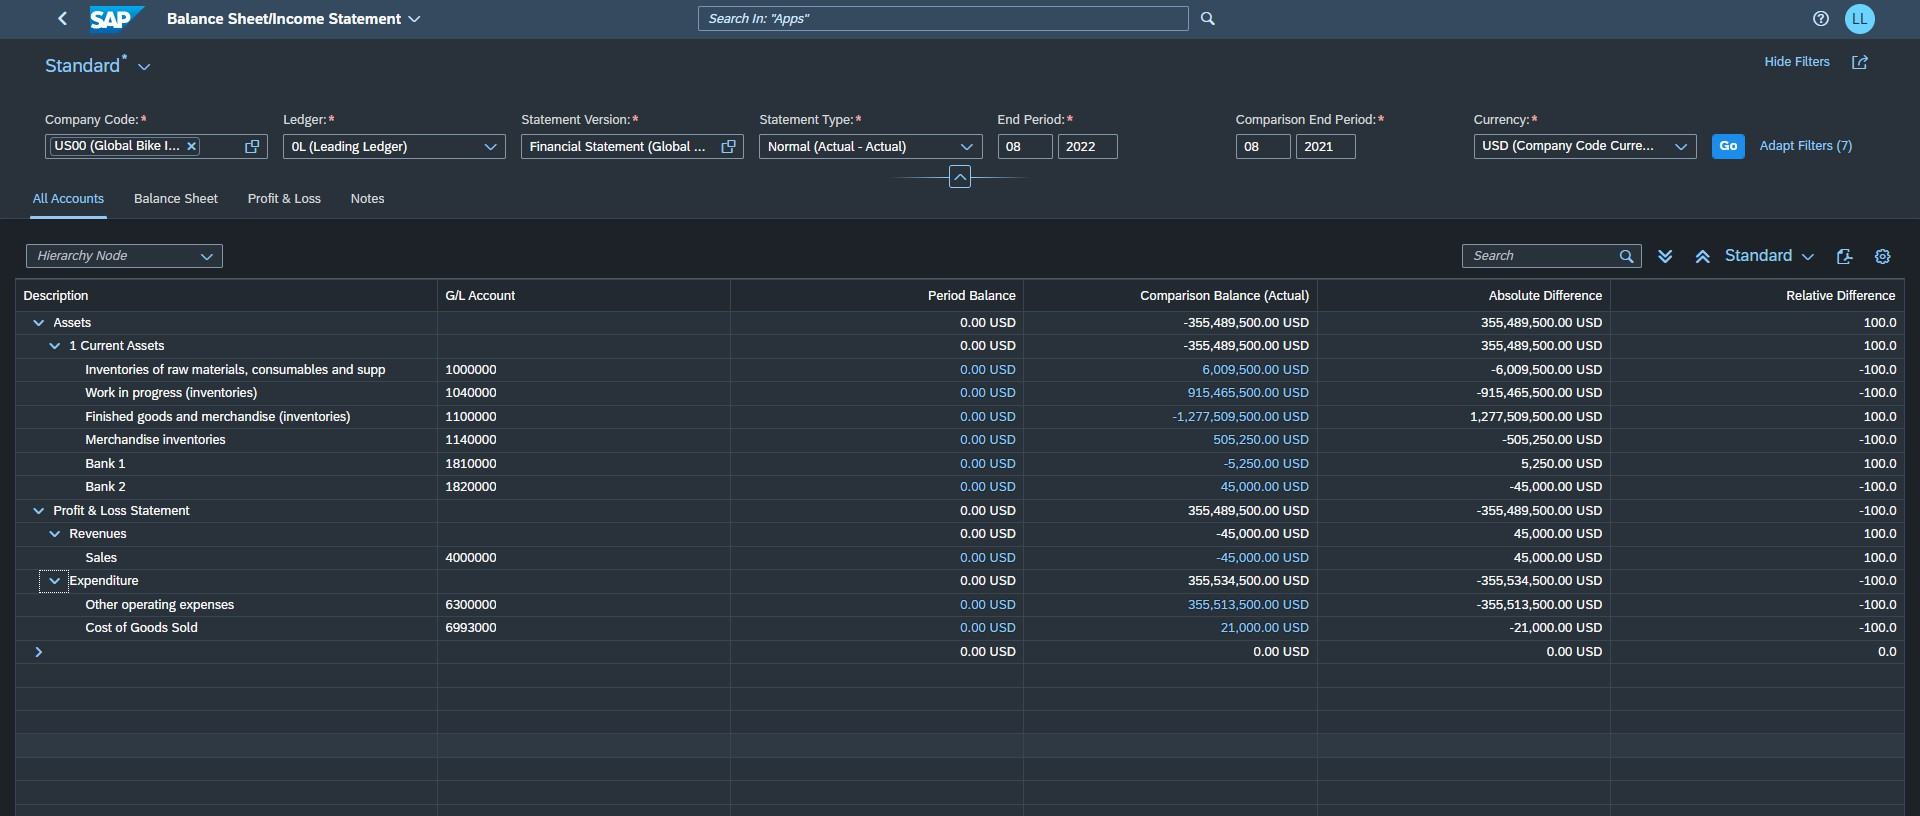 SAP Balance Sheet/Income Statement Search In: "Apps" LL
Standard* Hide Filters
Company Code:* Ledger:* Statement Version:* Statement Type:* End Period:* Comparison End Period:* Currency:*
US00 (Global Bike I... 0L (Leading Ledger) Financial Statement (Global ... Normal (Actual - Actual) 08 2022 08 2021 USD (Company Code Curre... Go Adapt Filters (7)
All Accounts Balance Sheet Profit & Loss Notes
Hierarchy Node Search Standard
Description G/L Account Period Balance Comparison Balance (Actual) Absolute Difference Relative Difference
Assets 0.00 USD -355,489,500.00 USD 355,489,500.00 USD 100.0
1 Current Assets 0.00 USD -355,489,500.00 USD 355,489,500.00 USD 100.0
Inventories of raw materials, consumables and supp 1000000 0.00 USD 6,009,500.00 USD -6,009,500.00 USD -100.0
Work in progress (inventories) 1040000 0.00 USD 915,465,500.00 USD -915,465,500.00 USD -100.0
Finished goods and merchandise (inventories) 1100000 0.00 USD -1,277,509,500.00 USD 1,277,509,500.00 USD 100.0
Merchandise inventories 1140000 0.00 USD 505,250.00 USD -505,250.00 USD -100.0
Bank 1 1810000 0.00 USD -5,250.00 USD 5,250.00 USD 100.0
Bank 2 1820000 0.00 USD 45,000.00 USD -45,000.00 USD -100.0
Profit & Loss Statement 0.00 USD 355,489,500.00 USD -355,489,500.00 USD -100.0
Revenues 0.00 USD -45,000.00 USD 45,000.00 USD 100.0
Sales 4000000 0.00 USD -45,000.00 USD 45,000.00 USD 100.0
Expenditure 0.00 USD 355,534,500.00 USD -355,534,500.00 USD -100.0
Other operating expenses 6300000 0.00 USD 355,513,500.00 USD -355,513,500.00 USD -100.0
Cost of Goods Sold 6993000 0.00 USD 21,000.00 USD -21,000.00 USD -100.0
0.00 USD 0.00 USD 0.00 USD 0.0